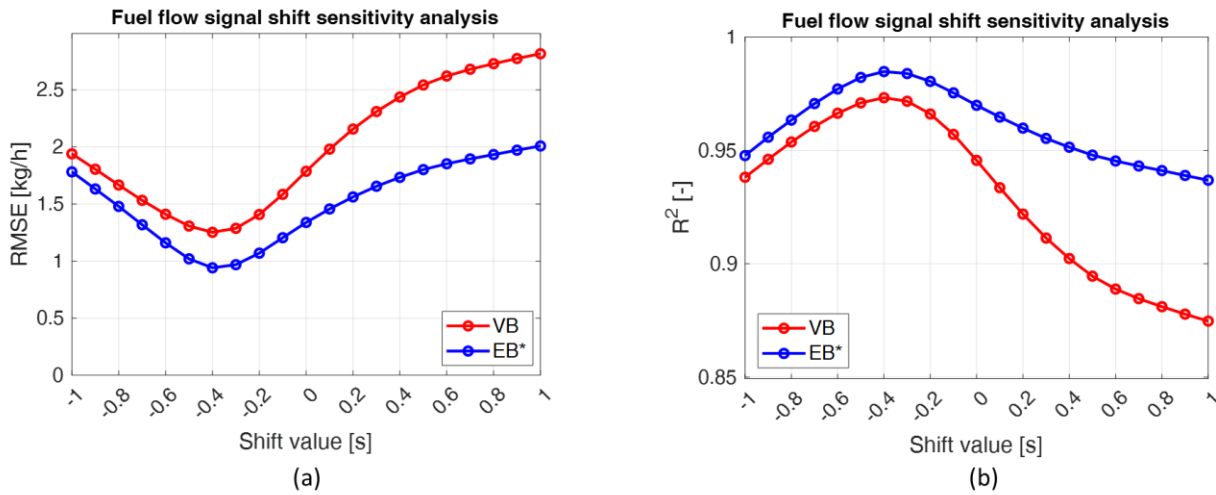 Fuel flow signal shift sensitivity analysis
RMSE [kg/h]
2.5
2
1.5
1
0.5
0
-1
-0.8
-0.6
-0.4
-0.2
0
0.2
0.4
0.6
0.8
1
Shift value [s]
VB
EB*
(a)
Fuel flow signal shift sensitivity analysis
R² [-]
1
0.95
0.9
0.85
-1
-0.8
-0.6
-0.4
-0.2
0
0.2
0.4
0.6
0.8
1
Shift value [s]
VB
EB*
(b)